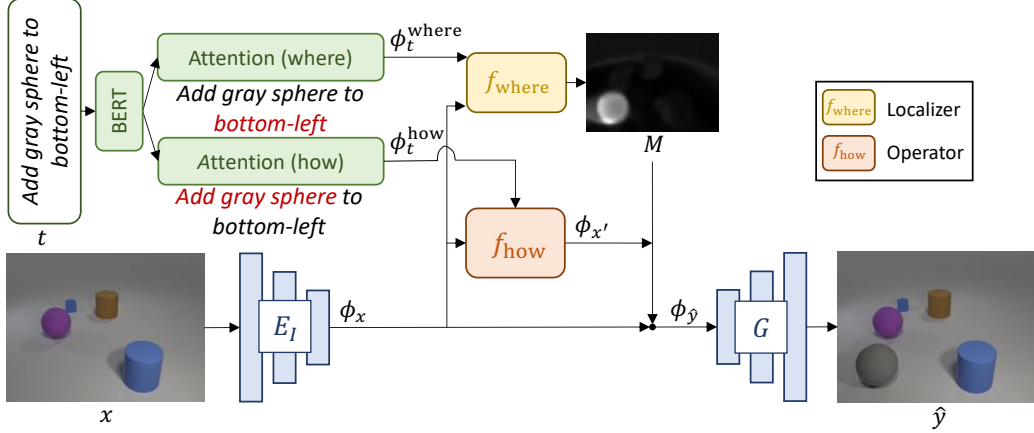 Add gray sphere to
bottom-left
t
BERT
Attention (where)
Add gray sphere to
bottom-left
Attention (how)
Add gray sphere to
bottom-left
ϕ_t^where
ϕ_t^how
f_where
M
f_where Localizer
f_how Operator
f_how
ϕ_x'
x
E_I
ϕ_x
ϕ_ŷ
G
ŷ